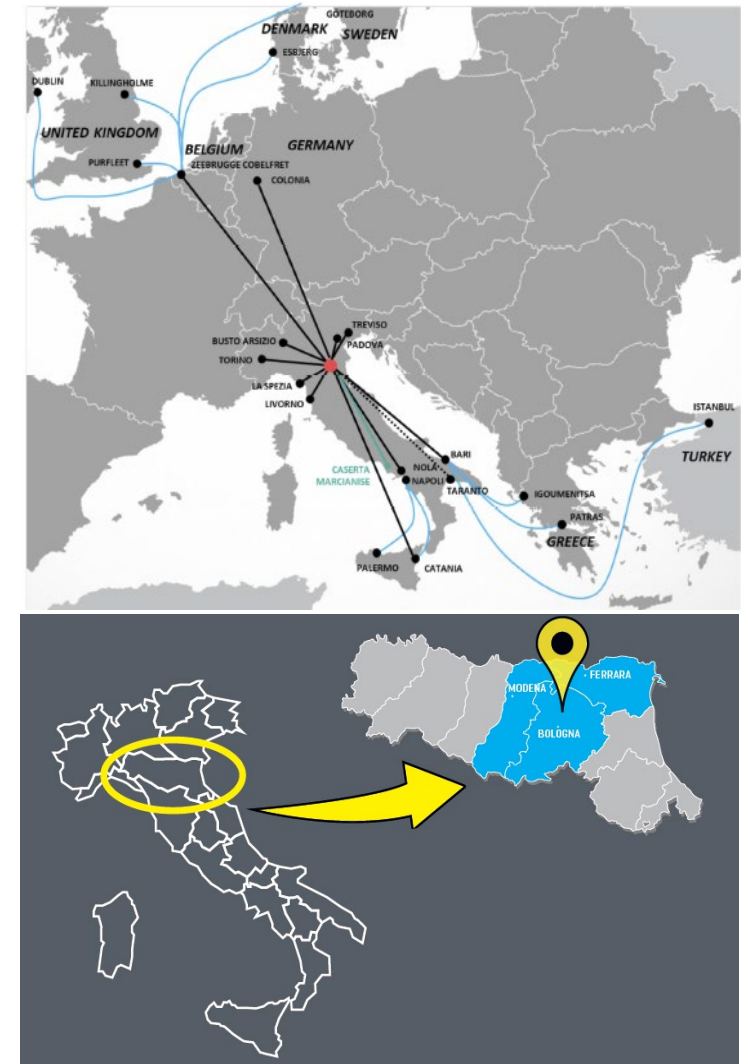 GÖTEBORG
DENMARK
SWEDEN
ESBJERG
DUBLIN
KILLINGHOLME
UNITED KINGDOM
BELGIUM
GERMANY
PURFLEET
ZEEBRUGGE COBELFRET
COLONIA
TREVISO
BUSTO ARSIZIO
PADOVA
TORINO
LA SPEZIA
LIVORNO
ISTANBUL
BARI
TURKEY
CASERTA
MARCIANISE
NOLA
NAPOLI
TARANTO
IGOUMENITSA
PATRAS
GREECE
PALERMO
CATANIA
FERRARA
MODENA
BOLOGNA